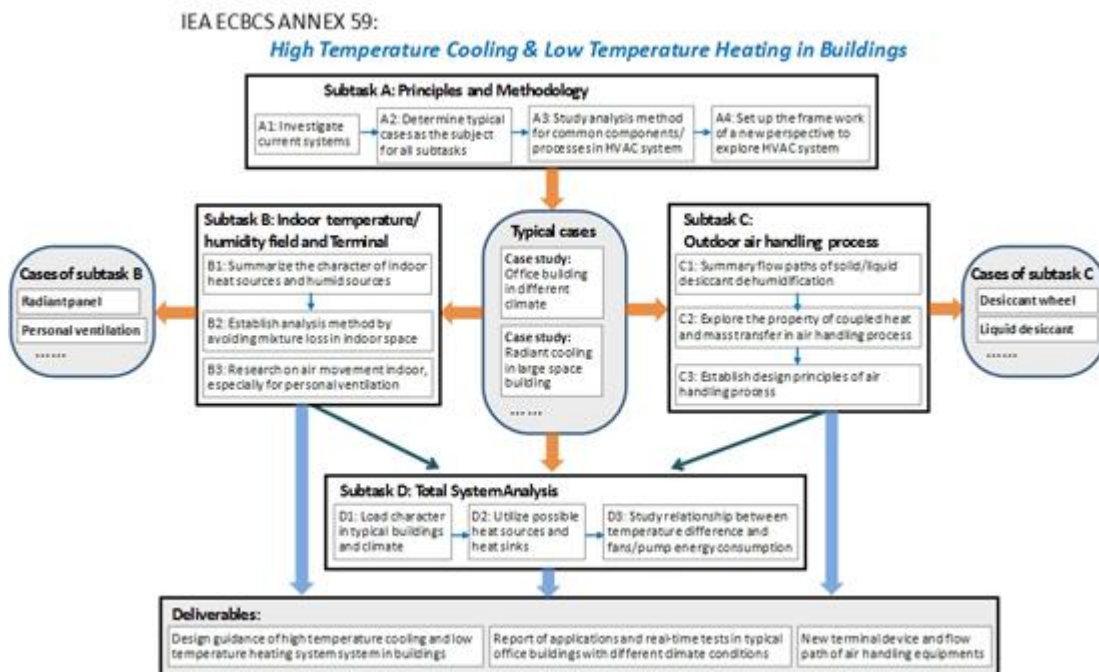 IEA ECBCS ANNEX 59:
High Temperature Cooling & Low Temperature Heating in Buildings
Subtask A: Principles and Methodology
A1: Investigate
current systems
A2: Determine typical
cases as the subject
for all subtasks
A3: Study analysis method
for common components/
processes in HVAC system
A4: Set up the frame work
of a new perspective to
explore HVAC system
Cases of subtask B
Radiant panel
Personal ventilation
......
Subtask B: Indoor temperature/
humidity field and Terminal
B1: Summarize the character of indoor
heat sources and humid sources
B2: Establish analysis method by
avoiding mixture loss in indoor space
B3: Research on air movement indoor,
especially for personal ventilation
Typical cases
Case study:
Office building
in different
climate
Case study:
Radiant cooling
in large space
building
......
Subtask C:
Outdoor air handling process
C1: Summary flow paths of solid/liquid
desiccant dehumidification
C2: Explore the property of coupled heat
and mass transfer in air handling process
C3: Establish design principles of air
handling process
Cases of subtask C
Desiccant wheel
Liquid desiccant
......
Subtask D: Total System Analysis
D1: Load character
in typical buildings
and climate
D2: Utilize possible
heat sources and
heat sinks
D3: Study relationship between
temperature difference and
fans/pump energy consumption
Deliverables:
Design guidance of high temperature cooling and low
temperature heating system system in buildings
Report of applications and real-time tests in typical
office buildings with different climate conditions
New terminal device and flow
path of air handling equipments